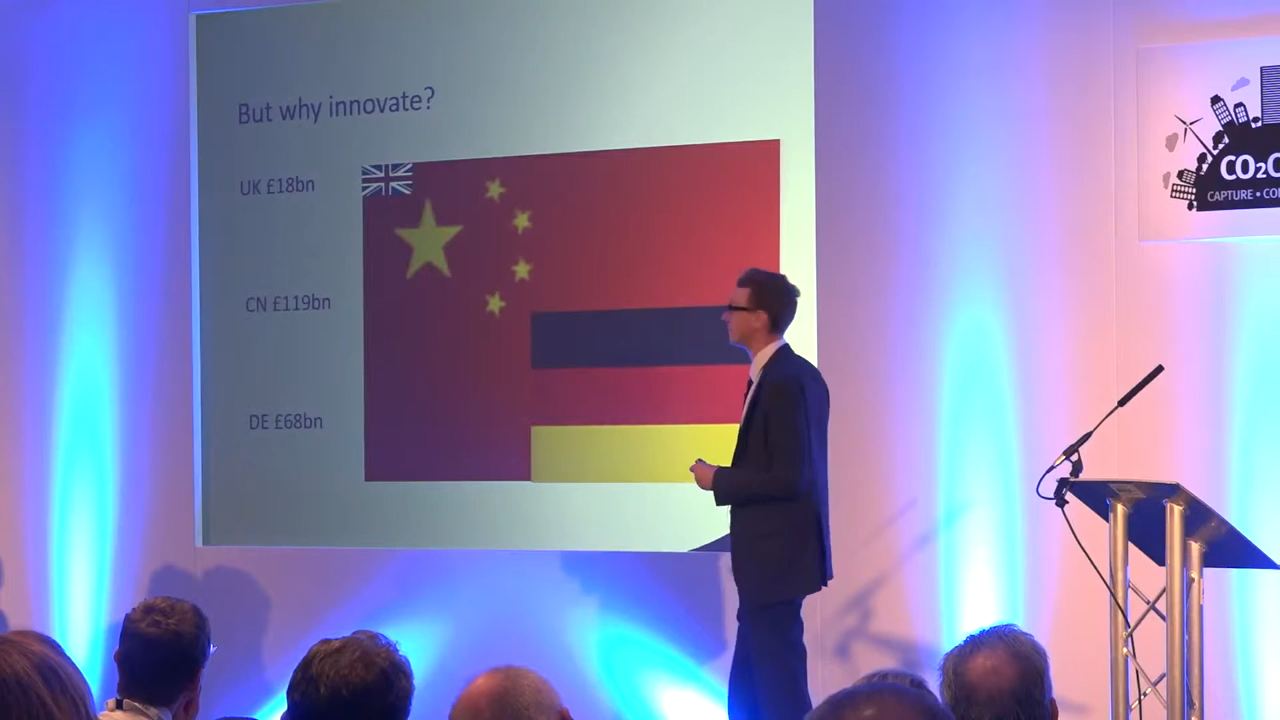 But why innovate?
UK £18bn
CN £119bn
DE £68bn
CO₂C
CAPTURE • CO